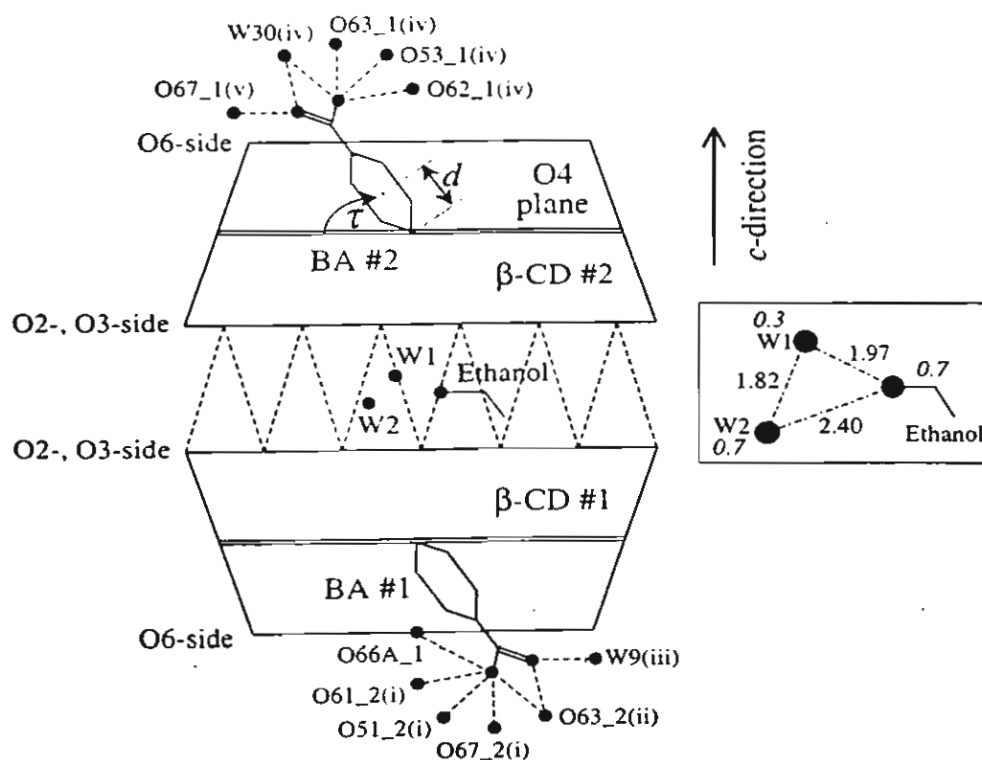 O63_1(iv)
W30(iv)
O53_1(iv)
O67_1(v)
O62_1(iv)
O6-side
d
O4
plane
τ
BA #2
β-CD #2
c-direction
O2-, O3-side
W1
Ethanol
W2
0.3
W1
1.97
0.7
1.82
W2
2.40
Ethanol
0.7
O2-, O3-side
β-CD #1
BA #1
O6-side
O66A_1
W9(iii)
O61_2(i)
O51_2(i)
O63_2(ii)
O67_2(i)